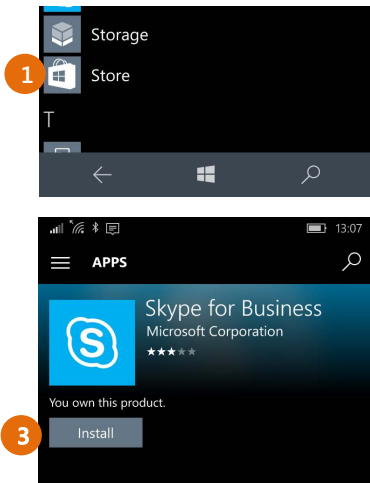 Storage
1
Store
T
13:07
APPS
Skype for Business
Microsoft Corporation
You own this product.
3
Install